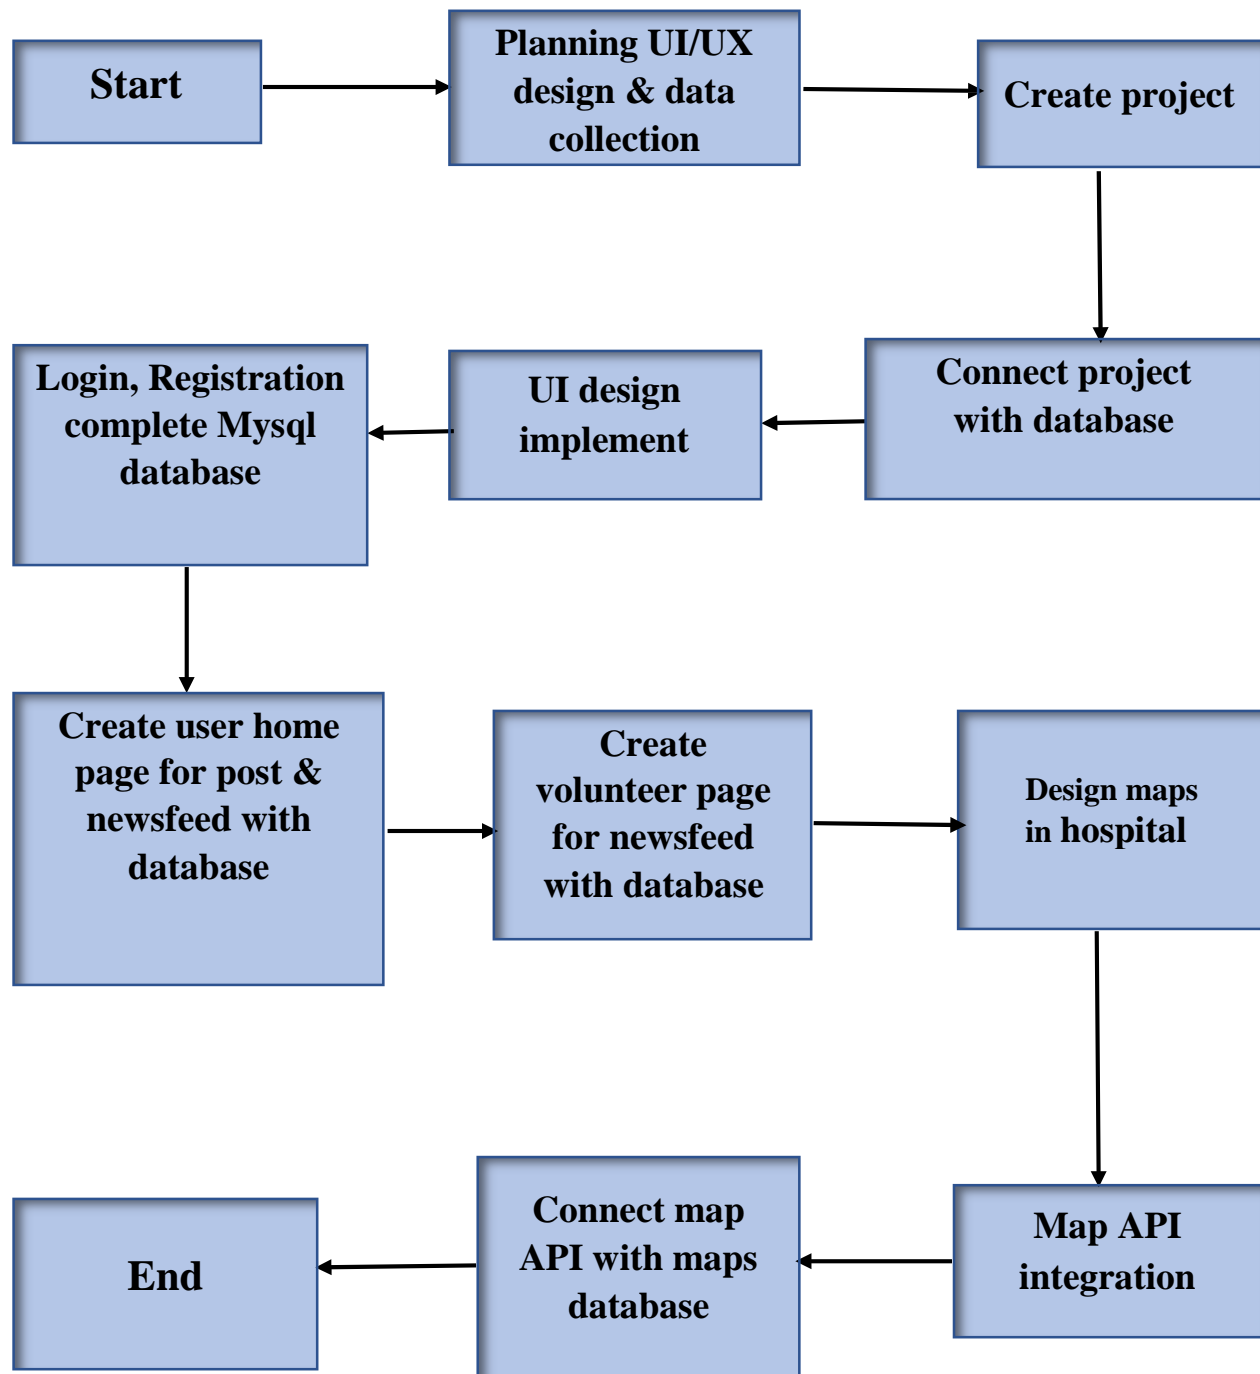 Start
Planning UI/UX
design & data
collection
Create project
Connect project
with database
UI design
implement
Login, Registration
complete Mysql
database
Create user home
page for post &
newsfeed with
database
Create
volunteer page
for newsfeed
with database
Design maps
in hospital
Map API
integration
Connect map
API with maps
database
End